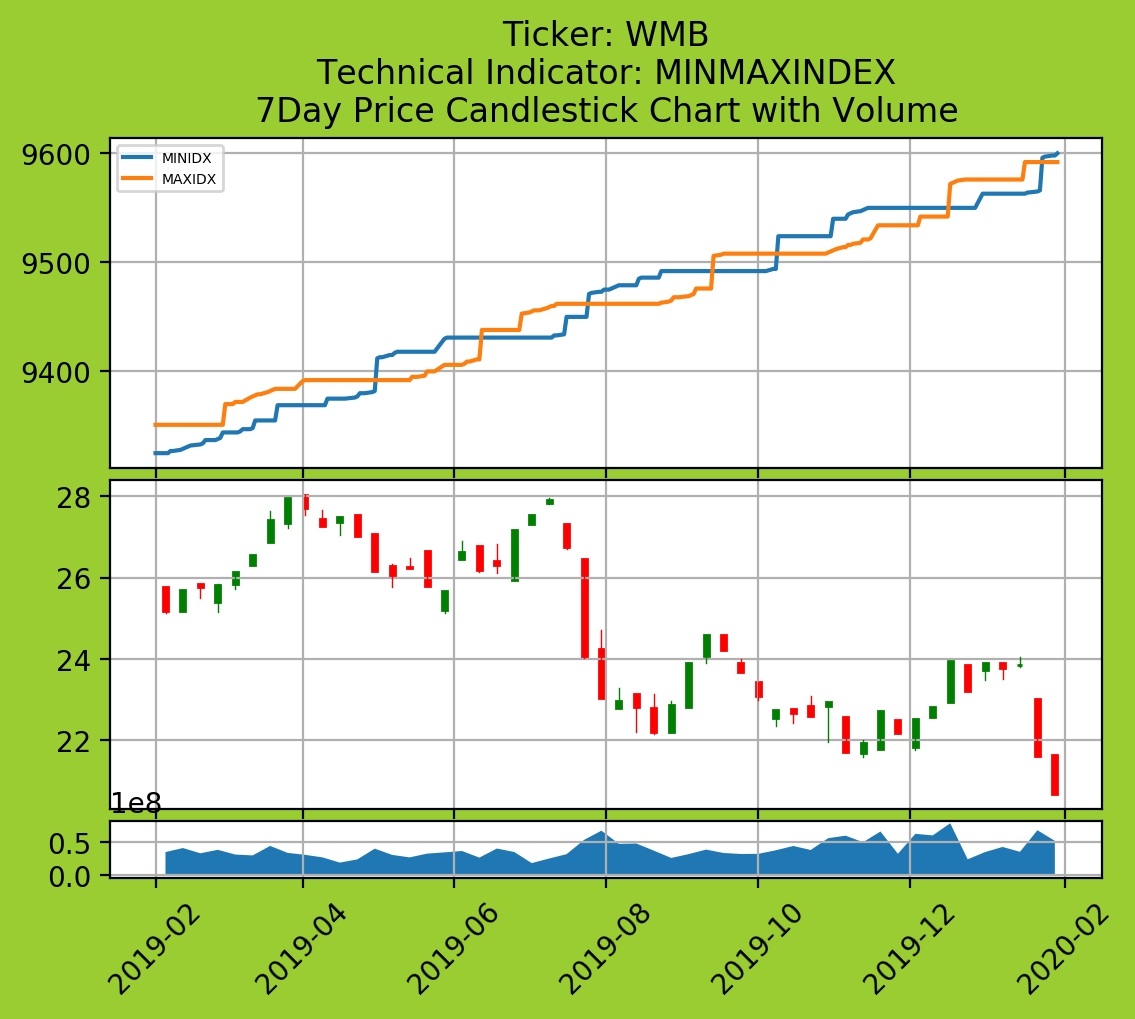 Ticker: WMB
Technical Indicator: MINMAXINDEX
7Day Price Candlestick Chart with Volume
9600
9500
9400
MINIDX
MAXIDX
28
26
24
22
1e8
0.5
0.0
2019-02
2019-04
2019-06
2019-08
2019-10
2019-12
2020-02